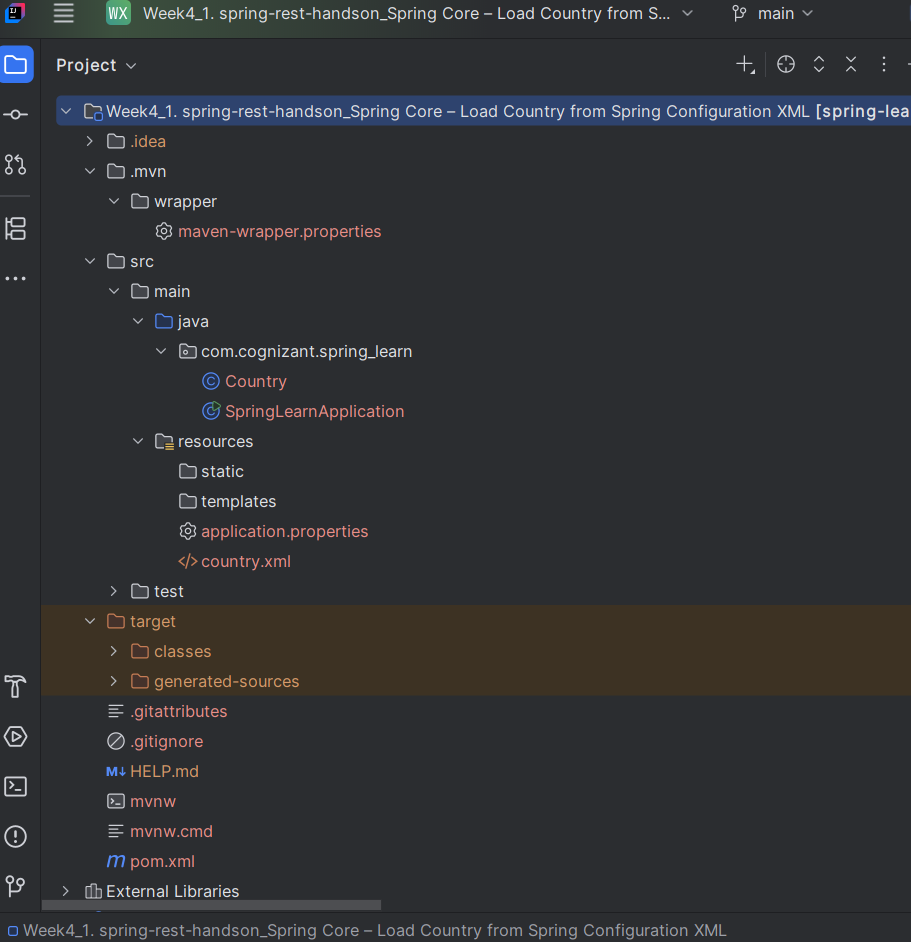 WX Week4_1. spring-rest-handson_Spring Core – Load Country from S... main
Project
Week4_1. spring-rest-handson_Spring Core – Load Country from Spring Configuration XML [spring-lea
.idea
.mvn
wrapper
maven-wrapper.properties
src
main
java
com.cognizant.spring_learn
Country
SpringLearnApplication
resources
static
templates
application.properties
country.xml
test
target
classes
generated-sources
.gitattributes
.gitignore
HELP.md
mvnw
mvnw.cmd
pom.xml
External Libraries
Week4_1. spring-rest-handson_Spring Core – Load Country from Spring Configuration XML